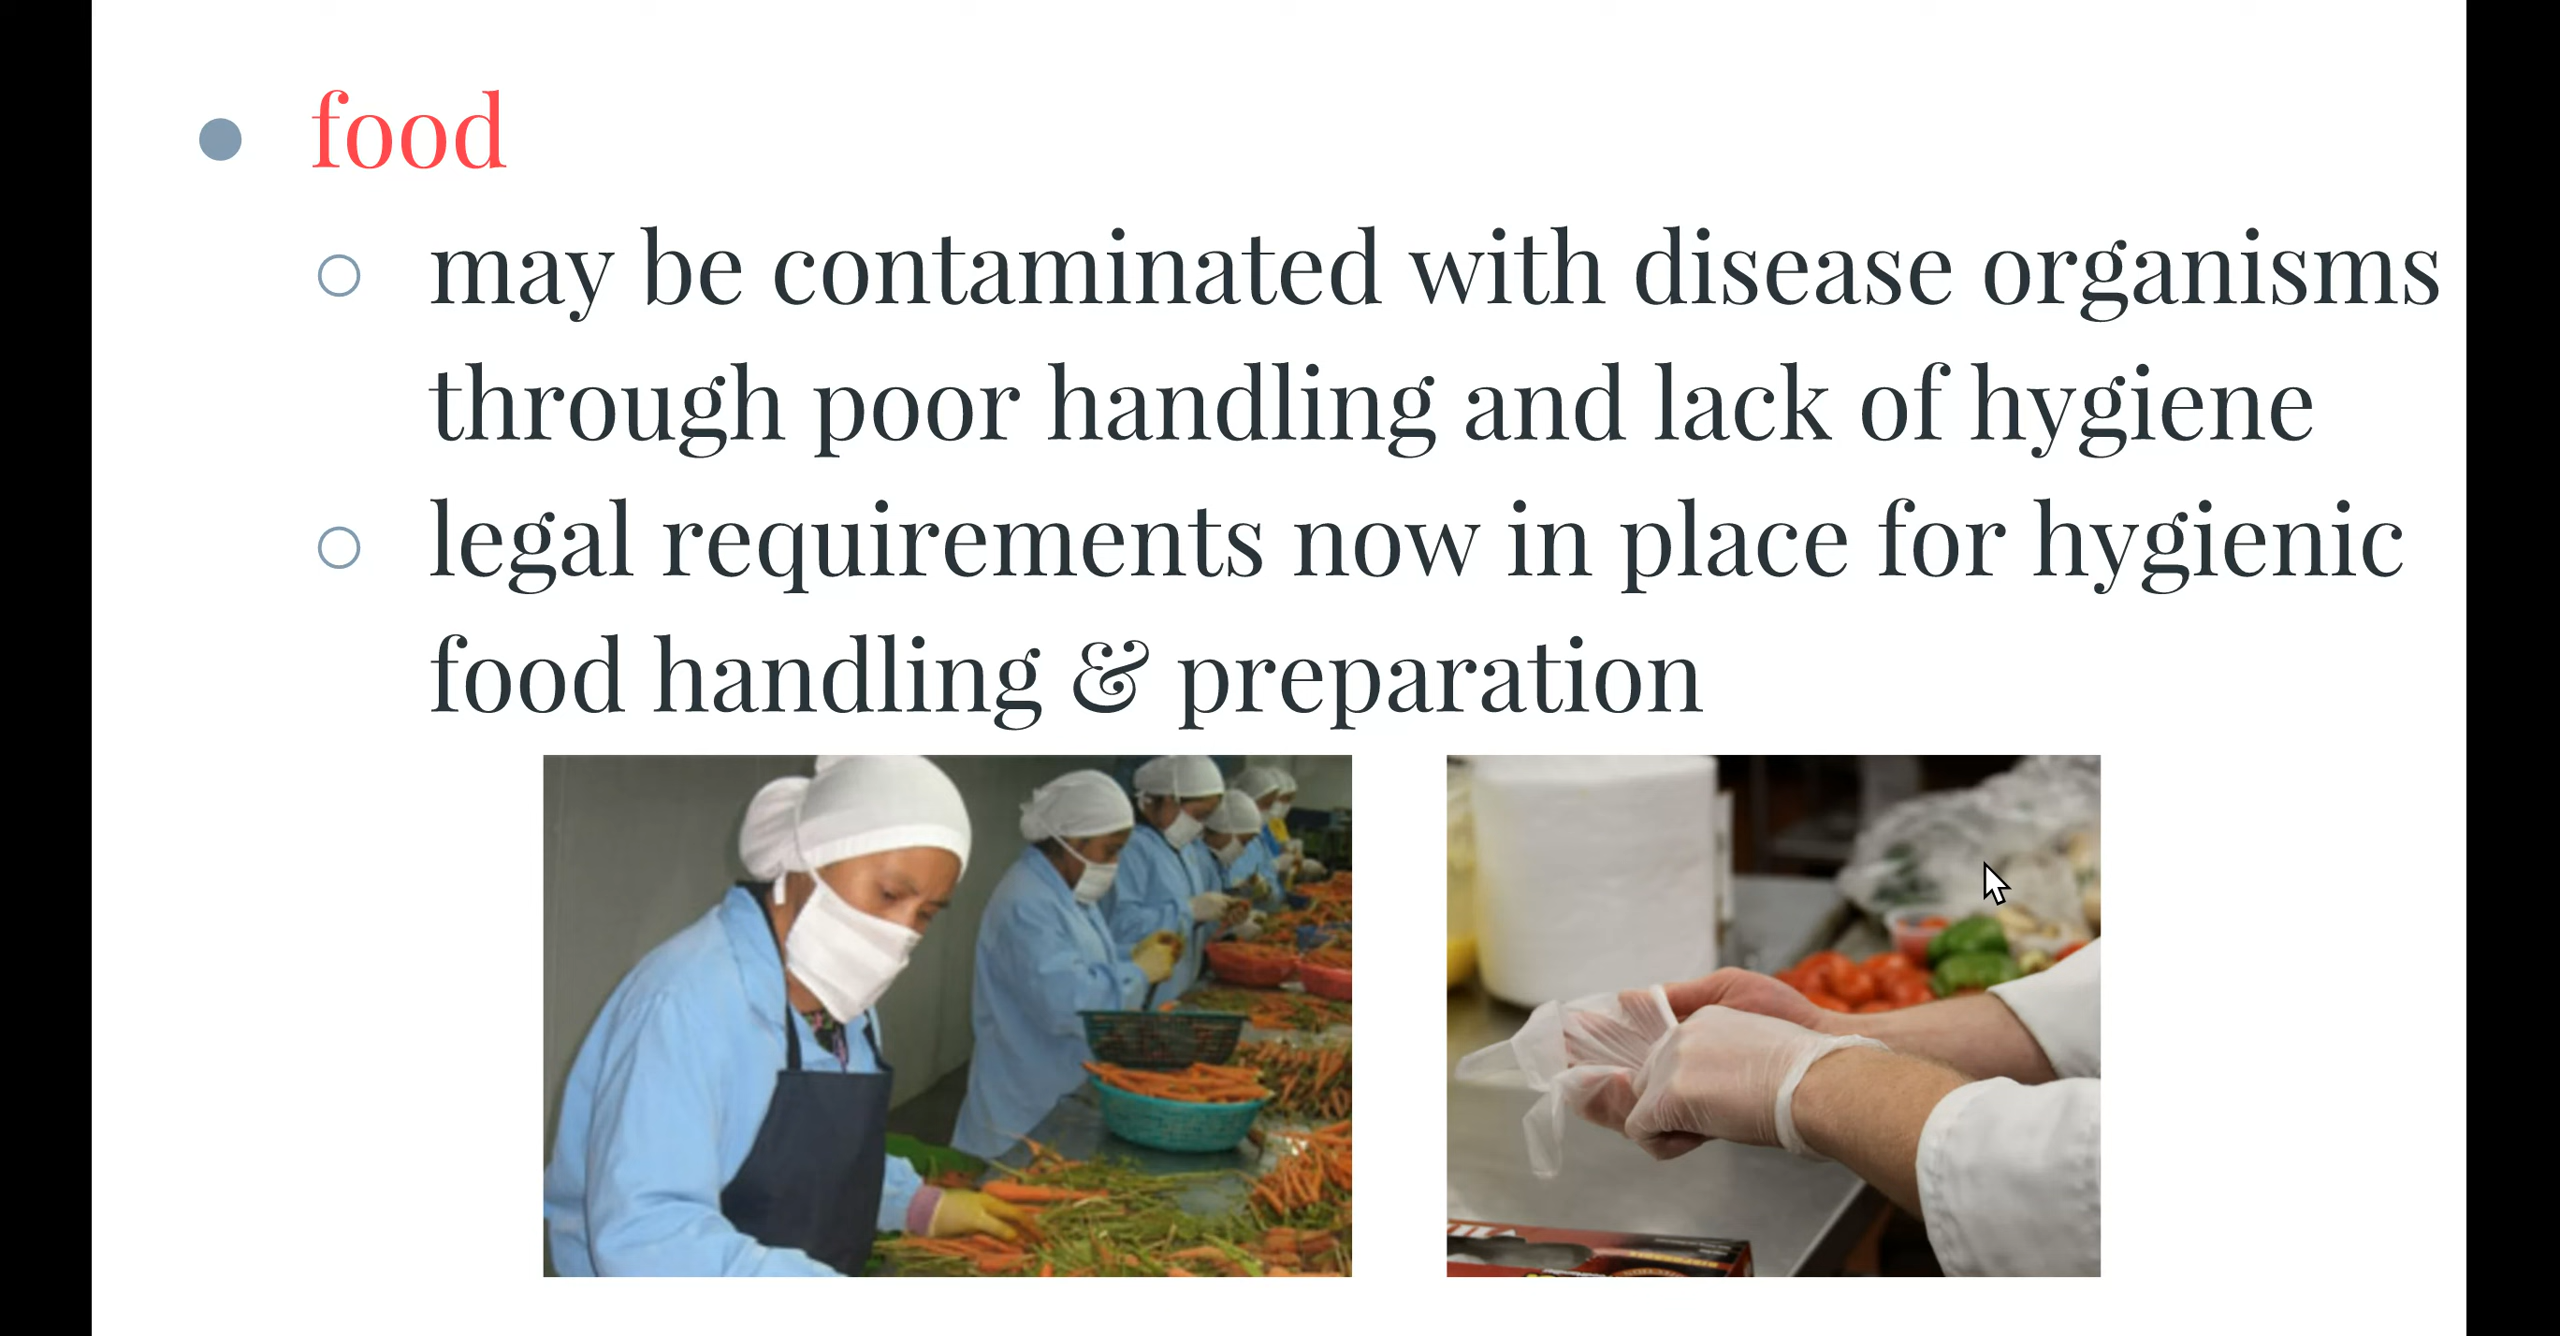 food
may be contaminated with disease organisms
through poor handling and lack of hygiene
legal requirements now in place for hygienic
food handling & preparation